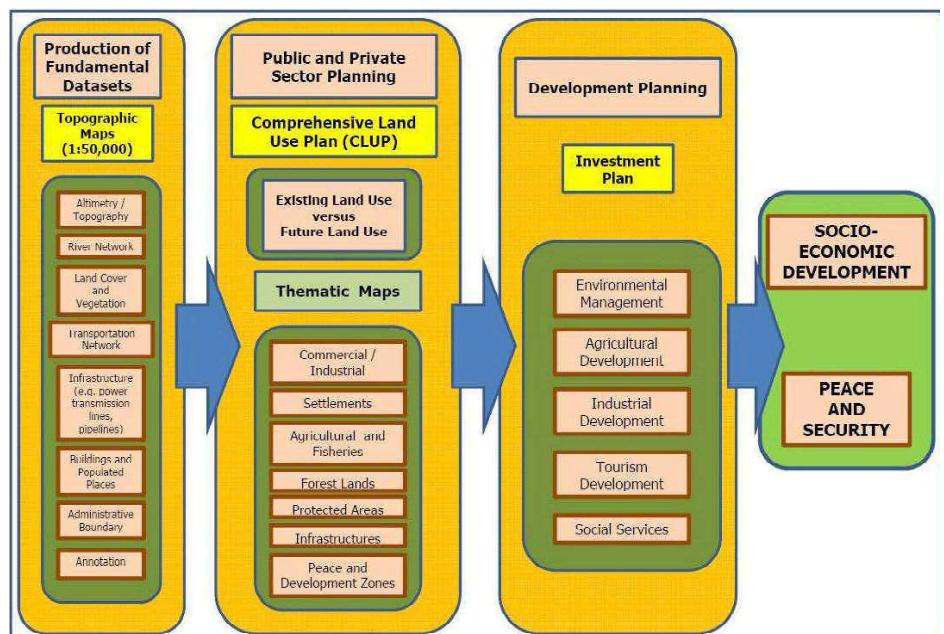 Production of
Fundamental
Datasets
Topographic
Maps
(1:50,000)
Altimetry /
Topography
River Network
Land Cover
and
Vegetation
Transportation
Network
Infrastructure
(e.g. power
transmission
lines,
pipelines)
Buildings and
Populated
Places
Administrative
Boundary
Annotation
Public and Private
Sector Planning
Comprehensive Land
Use Plan (CLUP)
Existing Land Use
versus
Future Land Use
Thematic Maps
Commercial /
Industrial
Settlements
Agricultural and
Fisheries
Forest Lands
Protected Areas
Infrastructures
Peace and
Development Zones
Development Planning
Investment
Plan
Environmental
Management
Agricultural
Development
Industrial
Development
Tourism
Development
Social Services
SOCIO-
ECONOMIC
DEVELOPMENT
PEACE
AND
SECURITY